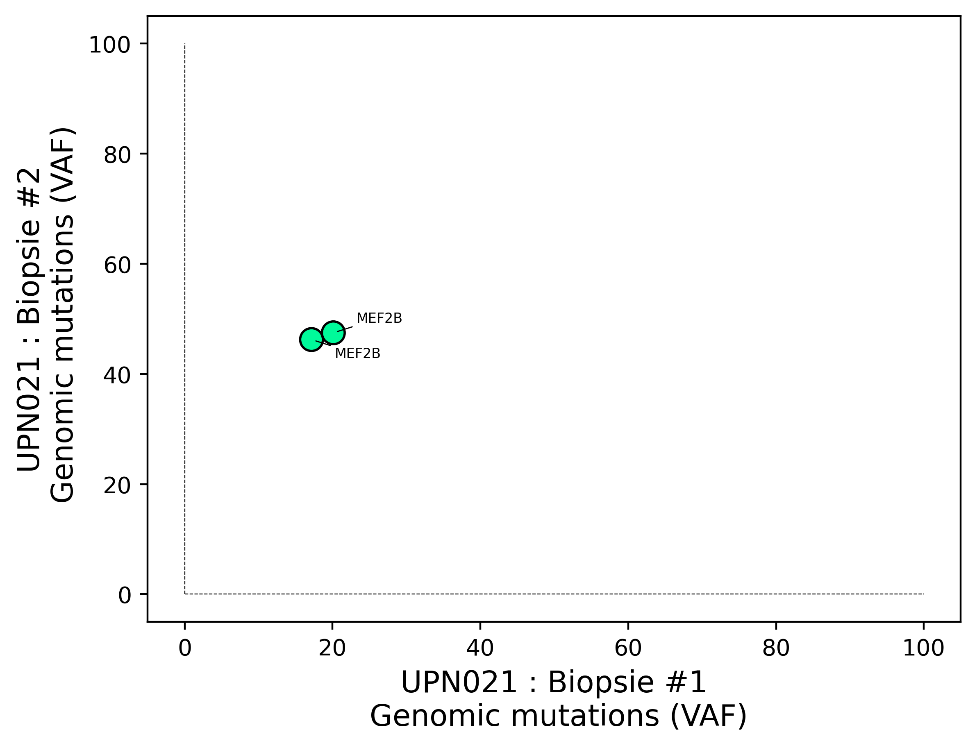 100
80
60
40
20
0
UPN021 : Biopsie #2
Genomic mutations (VAF)
MEF2B
MEF2B
0 20 40 60 80 100
UPN021 : Biopsie #1
Genomic mutations (VAF)